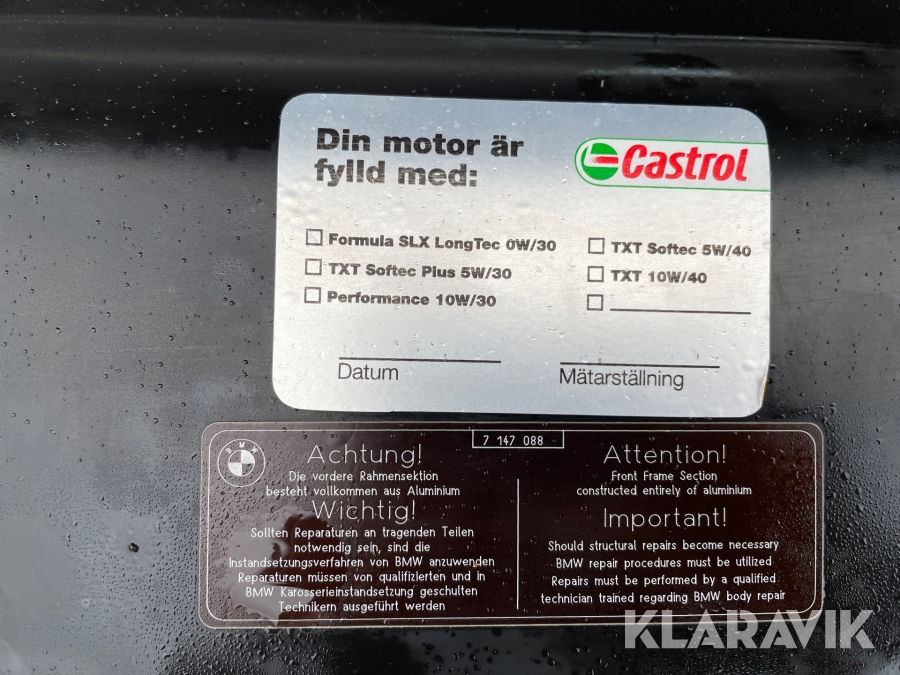 Din motor är
fylld med:
Castrol
Formula SLX LongTec 0W/30
TXT Softec Plus 5W/30
Performance 10W/30
TXT Softec 5W/40
TXT 10W/40
Datum
Mätarställning
7 147 088
BMW
Achtung!
Die vordere Rahmensektion
besteht vollkommen aus Aluminium
Wichtig!
Sollten Reparaturen an tragenden Teilen
notwendig sein, sind die
Instandsetzungsverfahren von BMW anzuwenden
Reparaturen müssen von qualifizierten und in
BMW Karosserieinstandsetzung geschulten
Technikern ausgeführt werden
Attention!
Front Frame Section
constructed entirely of aluminium
Important!
Should structural repairs become necessary
BMW repair procedures must be utilized
Repairs must be performed by a qualified
technician trained regarding BMW body repair
KLARAVIK